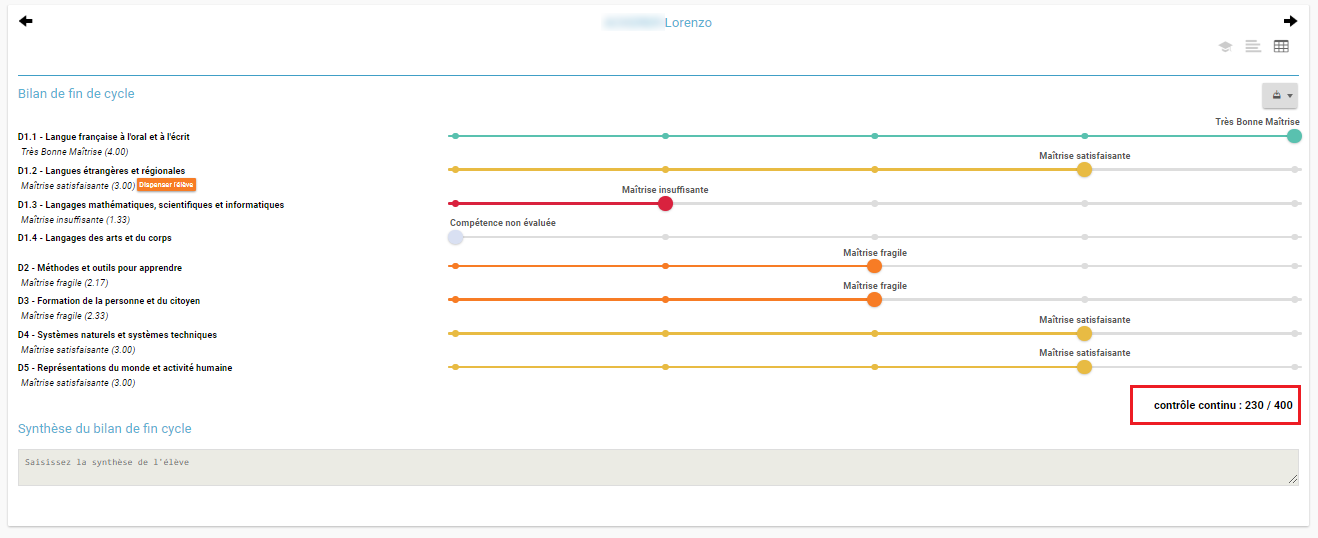 Lorenzo
Bilan de fin de cycle
Très Bonne Maîtrise
D1.1 - Langue française à l'oral et à l'écrit
Très Bonne Maîtrise (4.00)
Maîtrise satisfaisante
D1.2 - Langues étrangères et régionales
Maîtrise satisfaisante (3.00) Dispenser l'élève
Maîtrise insuffisante
D1.3 - Langages mathématiques, scientifiques et informatiques
Maîtrise insuffisante (1.33)
Compétence non évaluée
D1.4 - Langages des arts et du corps
Maîtrise fragile
D2 - Méthodes et outils pour apprendre
Maîtrise fragile (2.17)
Maîtrise fragile
D3 - Formation de la personne et du citoyen
Maîtrise fragile (2.33)
Maîtrise satisfaisante
D4 - Systèmes naturels et systèmes techniques
Maîtrise satisfaisante (3.00)
Maîtrise satisfaisante
D5 - Représentations du monde et activité humaine
Maîtrise satisfaisante (3.00)
contrôle continu : 230 / 400
Synthèse du bilan de fin cycle
Saisissez la synthèse de l'élève